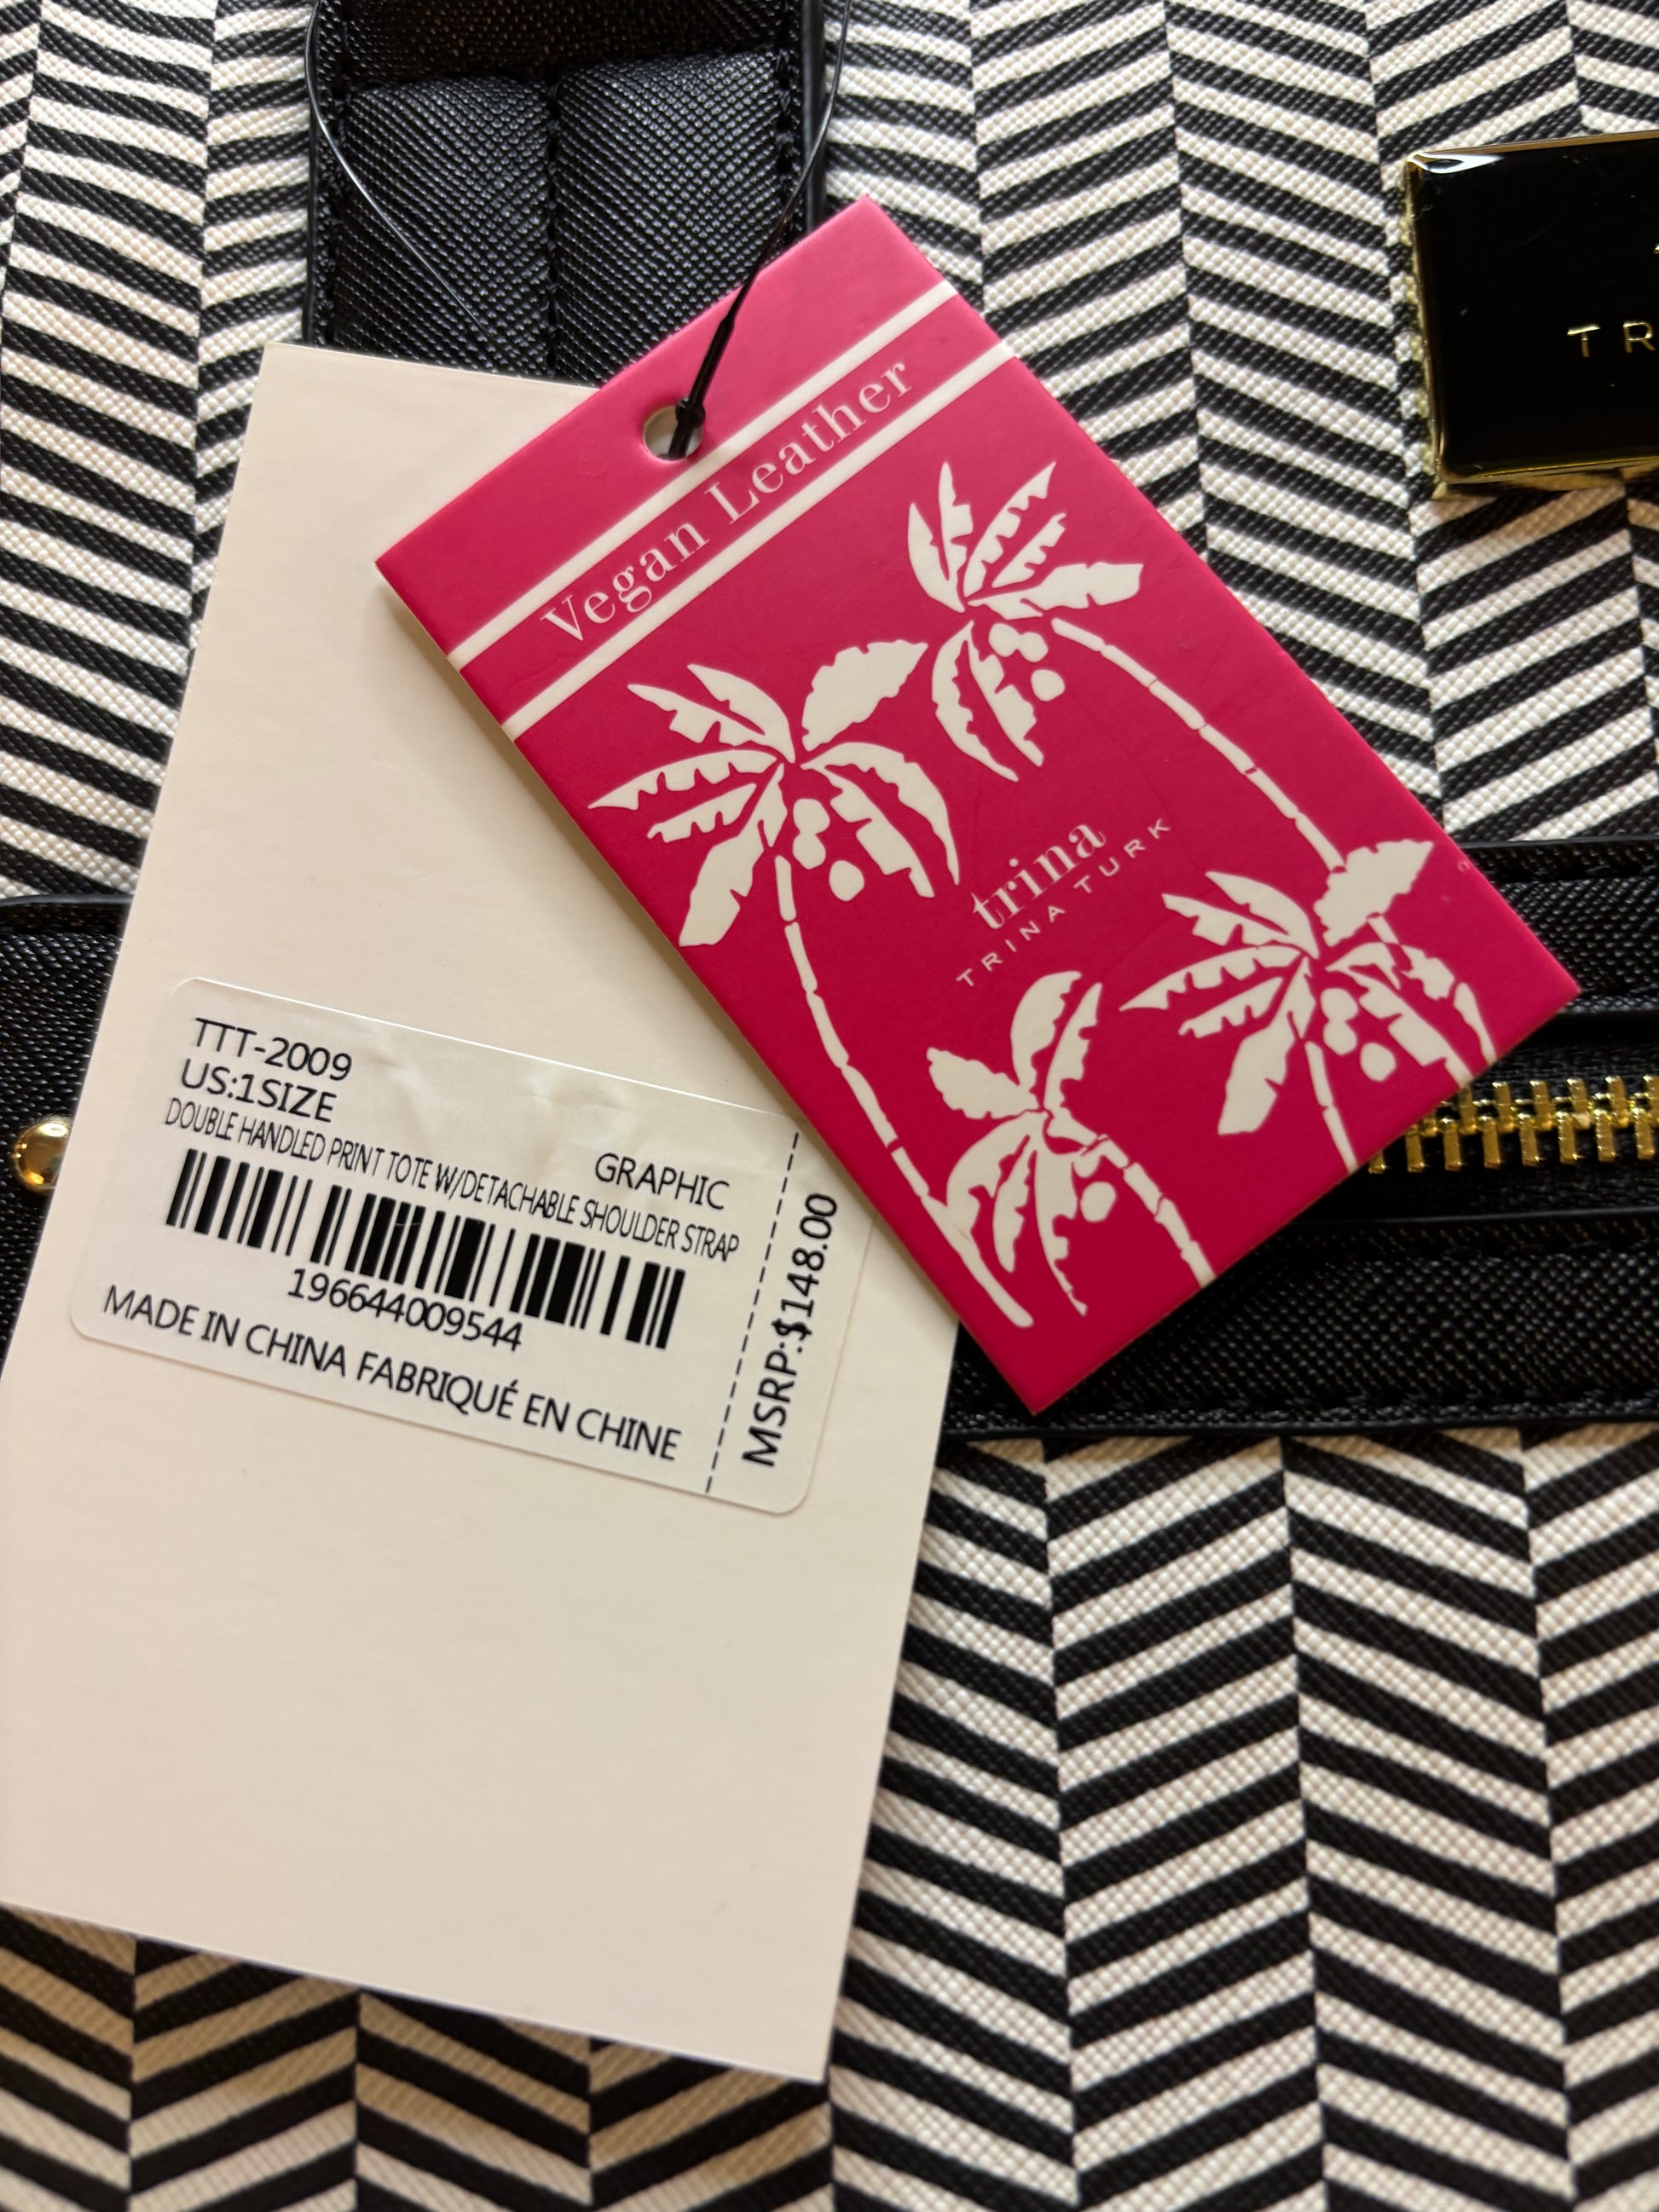 Vegan Leather
trina
TRINA TURK
TR
TTT-2009
US:1SIZE
GRAPHIC
DOUBLE HANDLED PRINT TOTE W/DETACHABLE SHOULDER STRAP
196644009544
MADE IN CHINA FABRIQUÉ EN CHINE
MSRP:$148.00